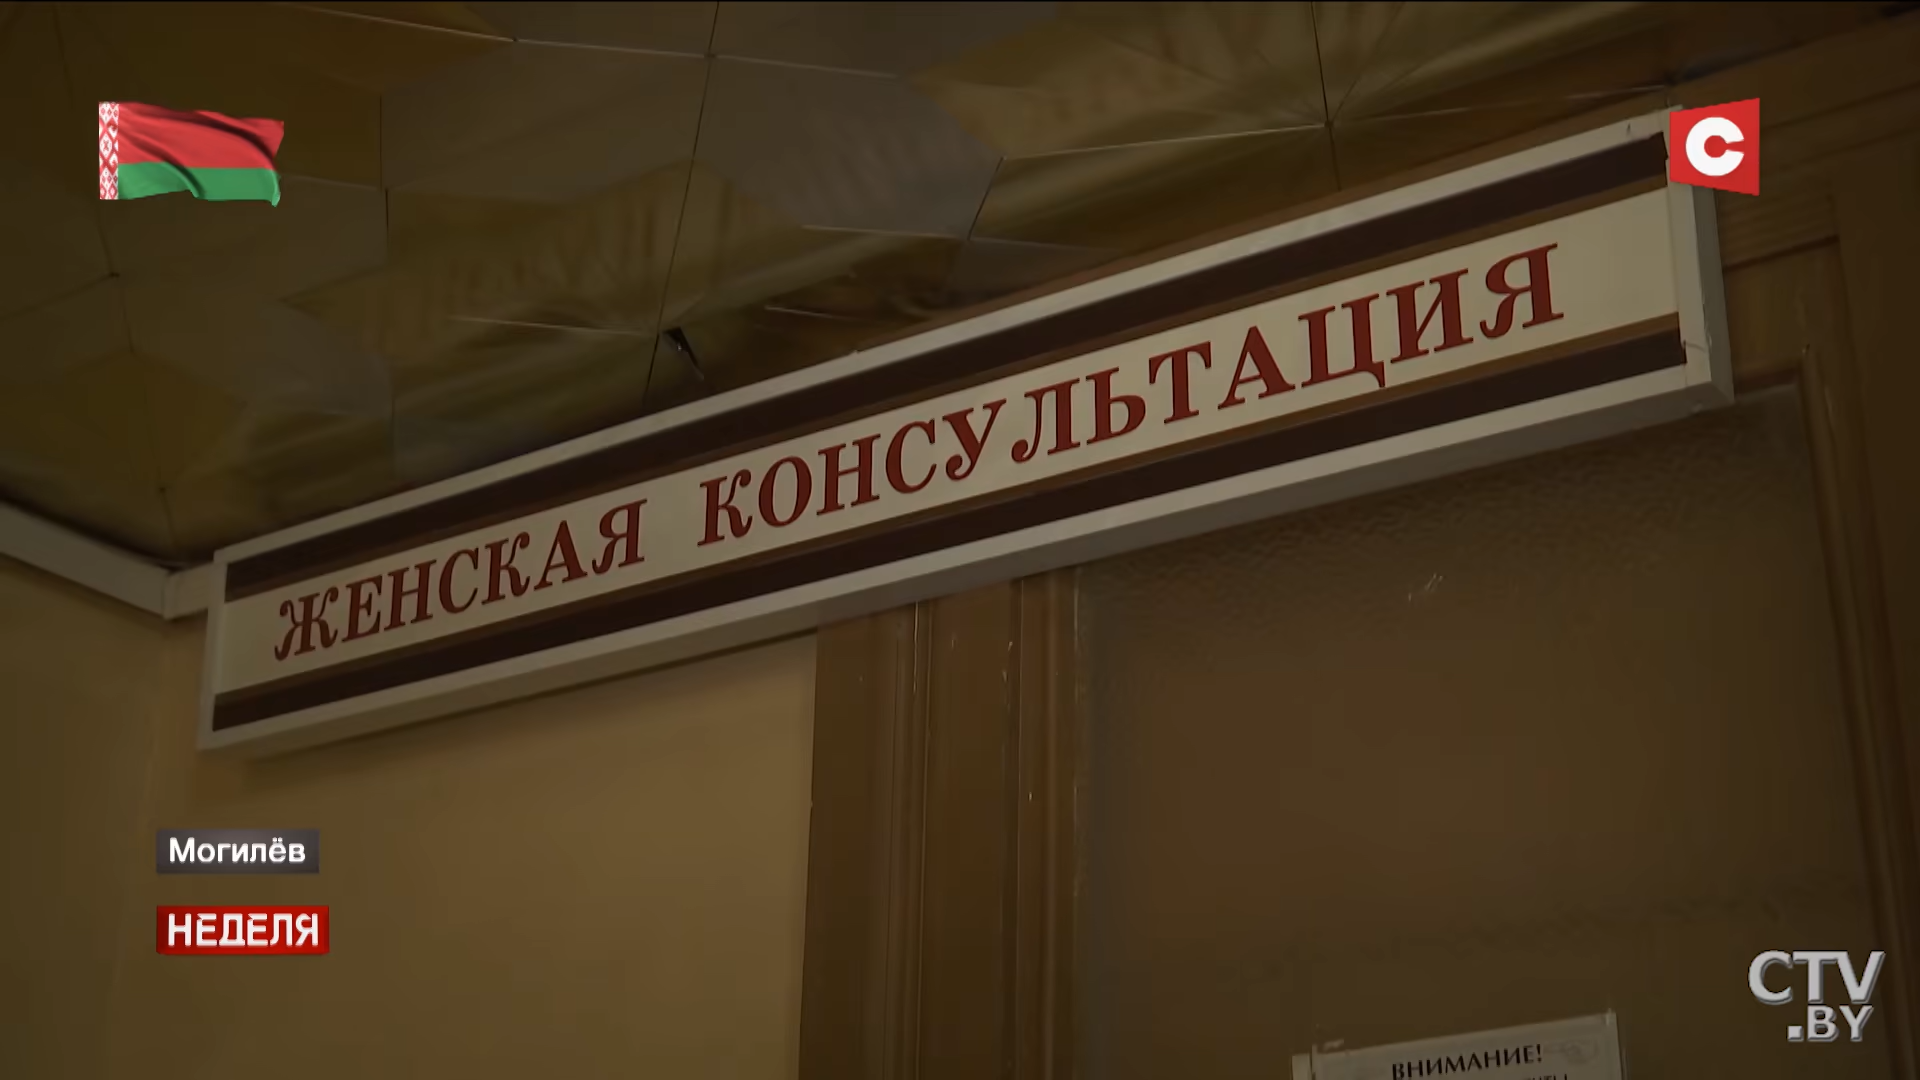 С
ЖЕНСКАЯ КОНСУЛЬТАЦИЯ
Могилёв
НЕДЕЛЯ
CTV
.BY
ВНИМАНИЕ!